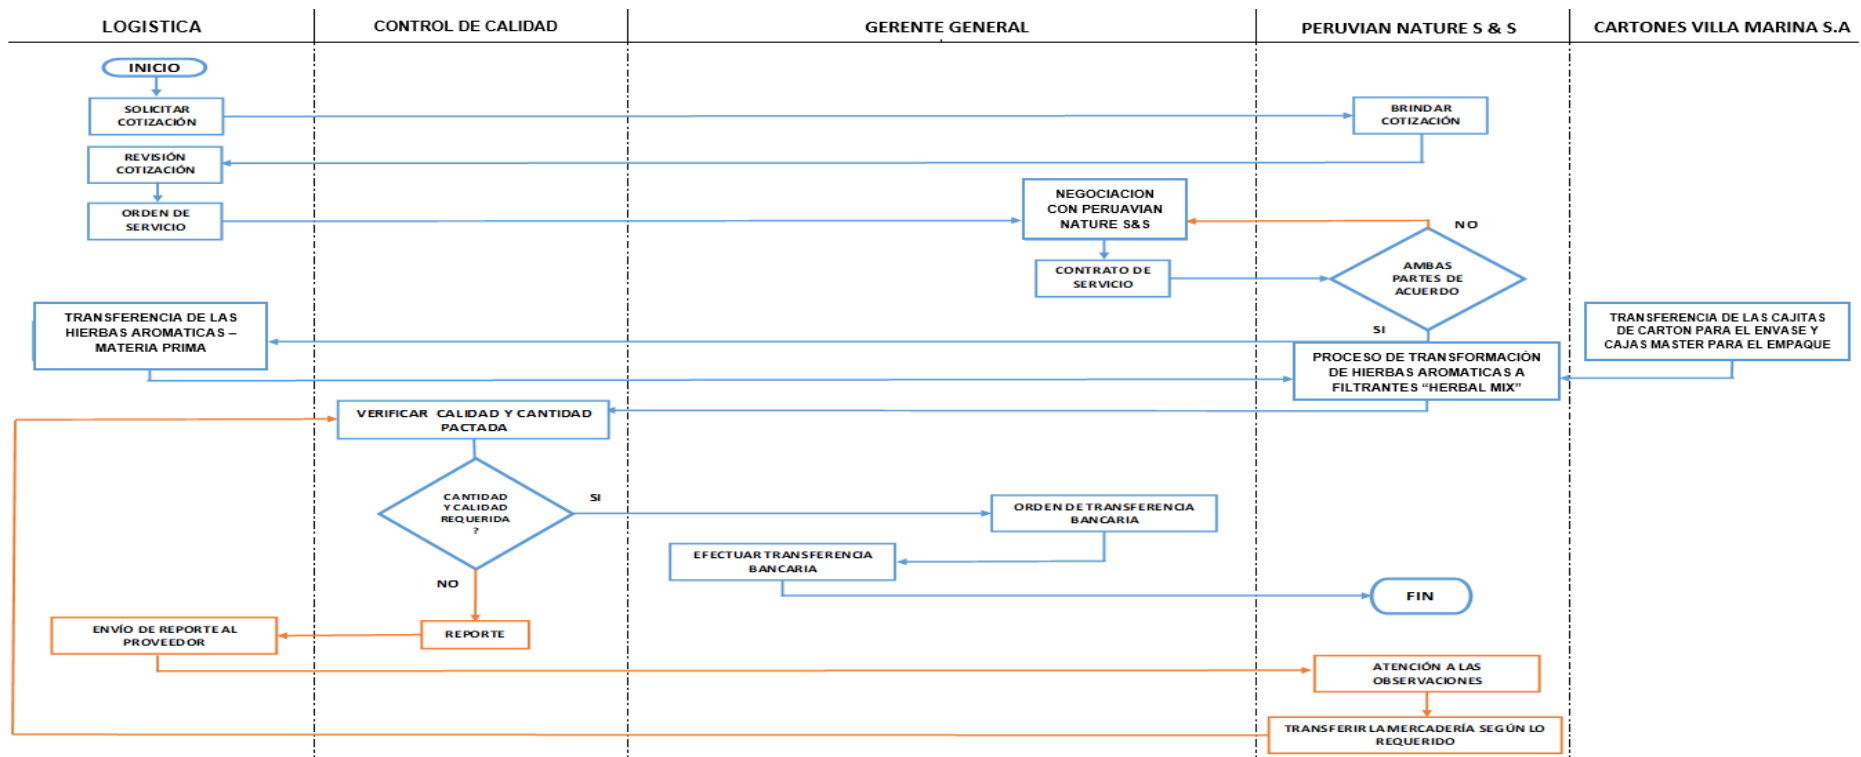 LOGISTICA
CONTROL DE CALIDAD
GERENTE GENERAL
PERUVIAN NATURE S & S
CARTONES VILLA MARINA S.A
INICIO
SOLICITAR
COTIZACIÓN
BRINDAR
COTIZACIÓN
REVISIÓN
COTIZACIÓN
ORDEN DE
SERVICIO
NEGOCIACION
CON PERUAVIAN
NATURE S&S
NO
CONTRATO DE
SERVICIO
AMBAS
PARTES DE
ACUERDO
SI
TRANSFERENCIA DE LAS
HIERBAS AROMATICAS –
MATERIA PRIMA
TRANSFERENCIA DE LAS CAJITAS
DE CARTON PARA EL ENVASE Y
CAJAS MASTER PARA EL EMPAQUE
PROCESO DE TRANSFORMACIÓN
DE HIERBAS AROMATICAS A
FILTRANTES “HERBAL MIX”
VERIFICAR CALIDAD Y CANTIDAD
PACTADA
CANTIDAD
Y CALIDAD
REQUERIDA
?
SI
ORDEN DE TRANSFERENCIA
BANCARIA
EFECTUAR TRANSFERENCIA
BANCARIA
NO
FIN
ENVÍO DE REPORTE AL
PROVEEDOR
REPORTE
ATENCIÓN A LAS
OBSERVACIONES
TRANSFERIR LA MERCADERÍA SEGÚN LO
REQUERIDO